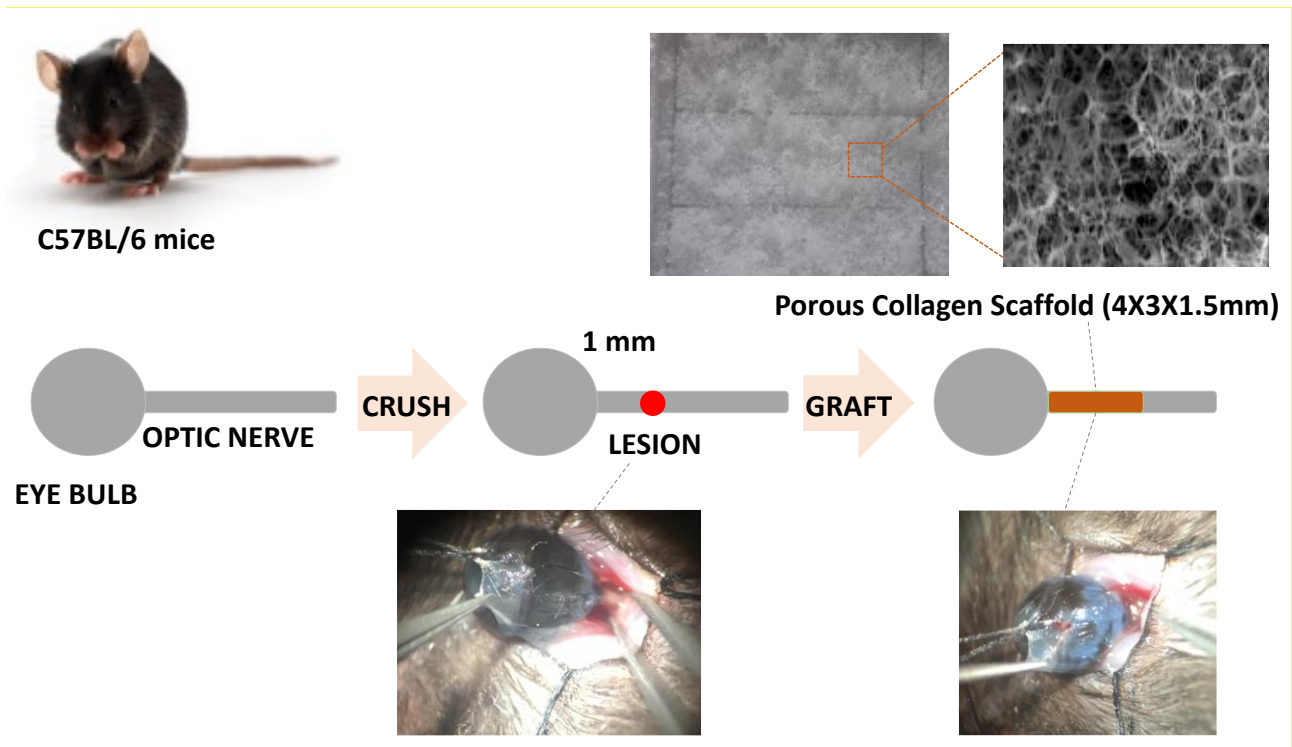 C57BL/6 mice
Porous Collagen Scaffold (4X3X1.5mm)
1 mm
CRUSH
GRAFT
OPTIC NERVE
LESION
EYE BULB